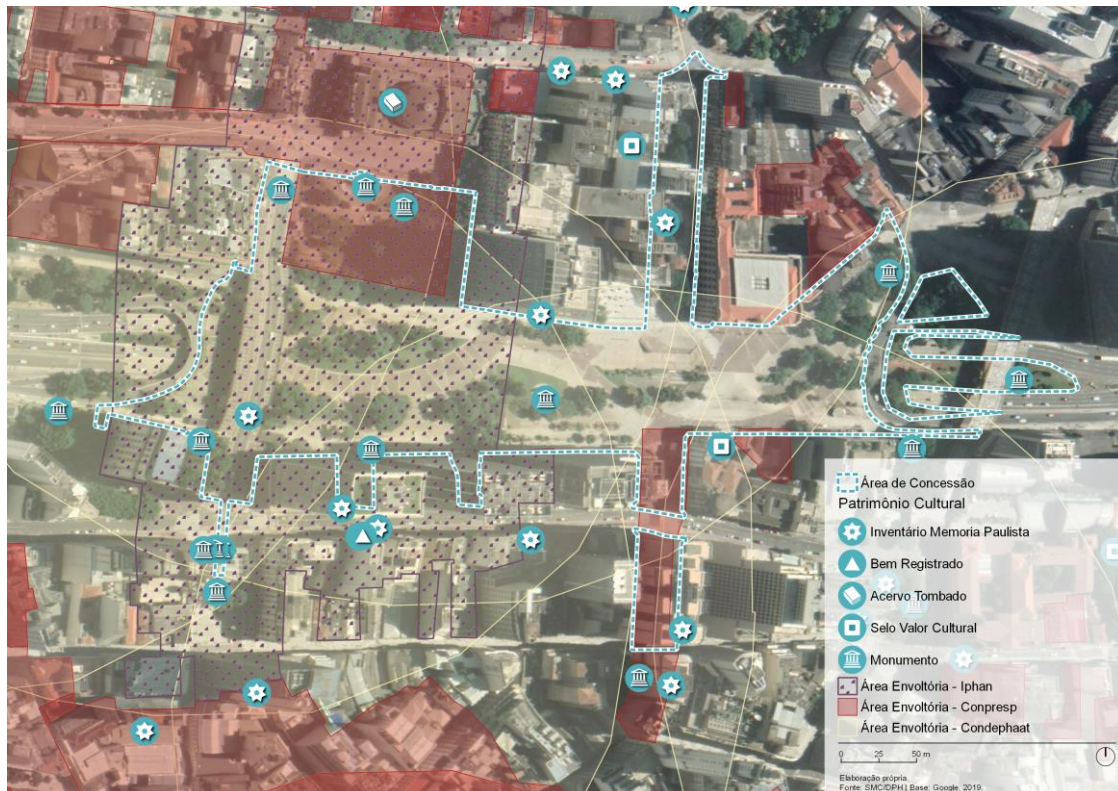 Área de Concessão
Patrimônio Cultural
Inventário Memoria Paulista
Bem Registrado
Acervo Tombado
Selo Valor Cultural
Monumento
Área Envoltória - Iphan
Área Envoltória - Conpresp
Área Envoltória - Condephaat
0 25 50 m
Elaboração própria.
Fonte: SMC/DPH | Base: Google, 2019.